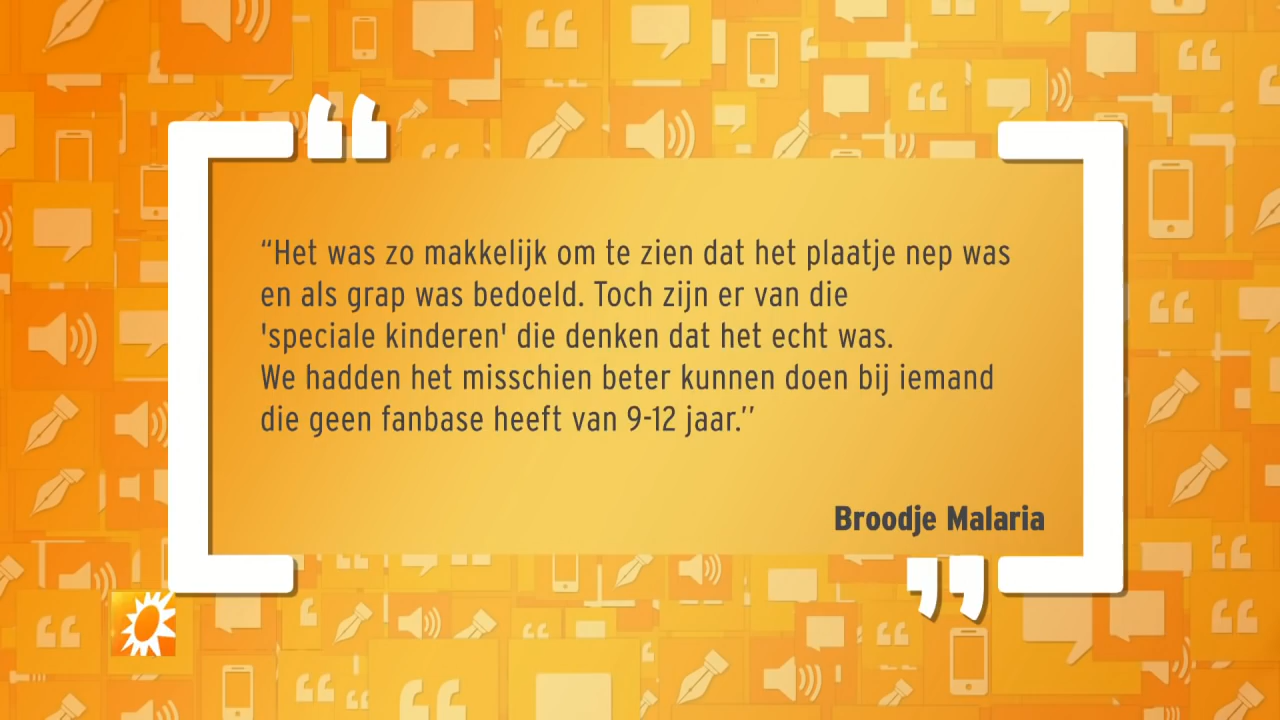 “Het was zo makkelijk om te zien dat het plaatje nep was
en als grap was bedoeld. Toch zijn er van die
'speciale kinderen' die denken dat het echt was.
We hadden het misschien beter kunnen doen bij iemand
die geen fanbase heeft van 9-12 jaar.’’
Broodje Malaria